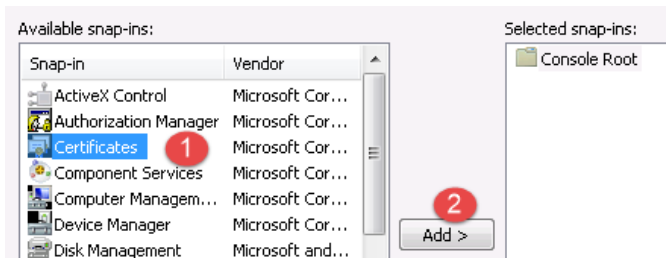 Available snap-ins:
Selected snap-ins:
Snap-in Vendor
Console Root
ActiveX Control Microsoft Cor...
Authorization Manager Microsoft Cor...
Certificates 1 Microsoft Cor...
Component Services Microsoft Cor...
Computer Managem... Microsoft Cor...
2
Device Manager Microsoft Cor...
Add >
Disk Management Microsoft and...